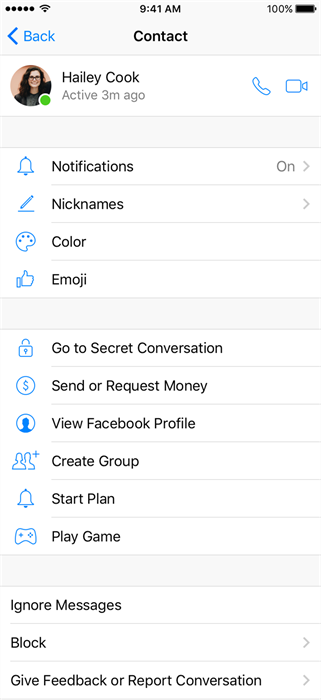 9:41 AM
100%
Back
Contact
Hailey Cook
Active 3m ago
Notifications
On
Nicknames
Color
Emoji
Go to Secret Conversation
Send or Request Money
View Facebook Profile
Create Group
Start Plan
Play Game
Ignore Messages
Block
Give Feedback or Report Conversation